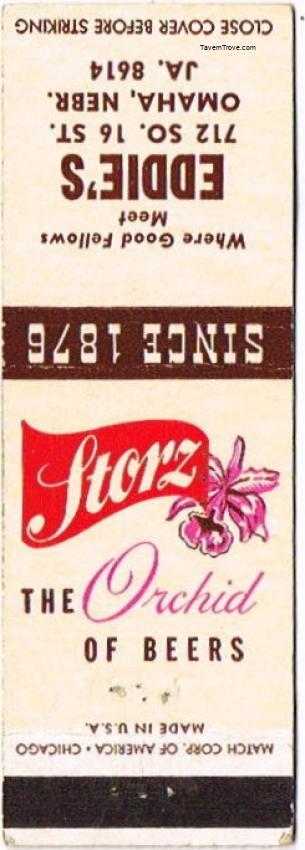 TavernTrove.com
CLOSE COVER BEFORE STRIKING
Where Good Fellows
Meet
EDDIE'S
712 SO. 16 ST.
OMAHA, NEBR.
JA. 8614
SINCE 1876
Storz
THE Orchid
OF BEERS
MADE IN U.S.A.
MATCH CORP. OF AMERICA • CHICAGO